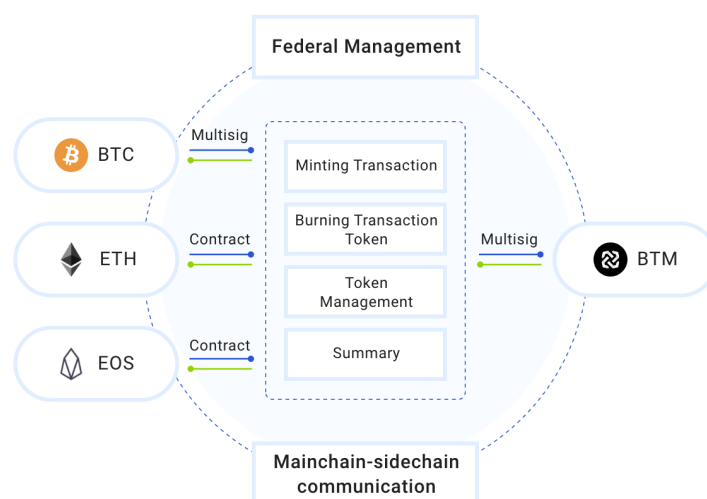 Federal Management
Multisig
BTC
Minting Transaction
Burning Transaction
Token
Contract
ETH
Multisig
BTM
Token
Management
Contract
EOS
Summary
Mainchain-sidechain
communication